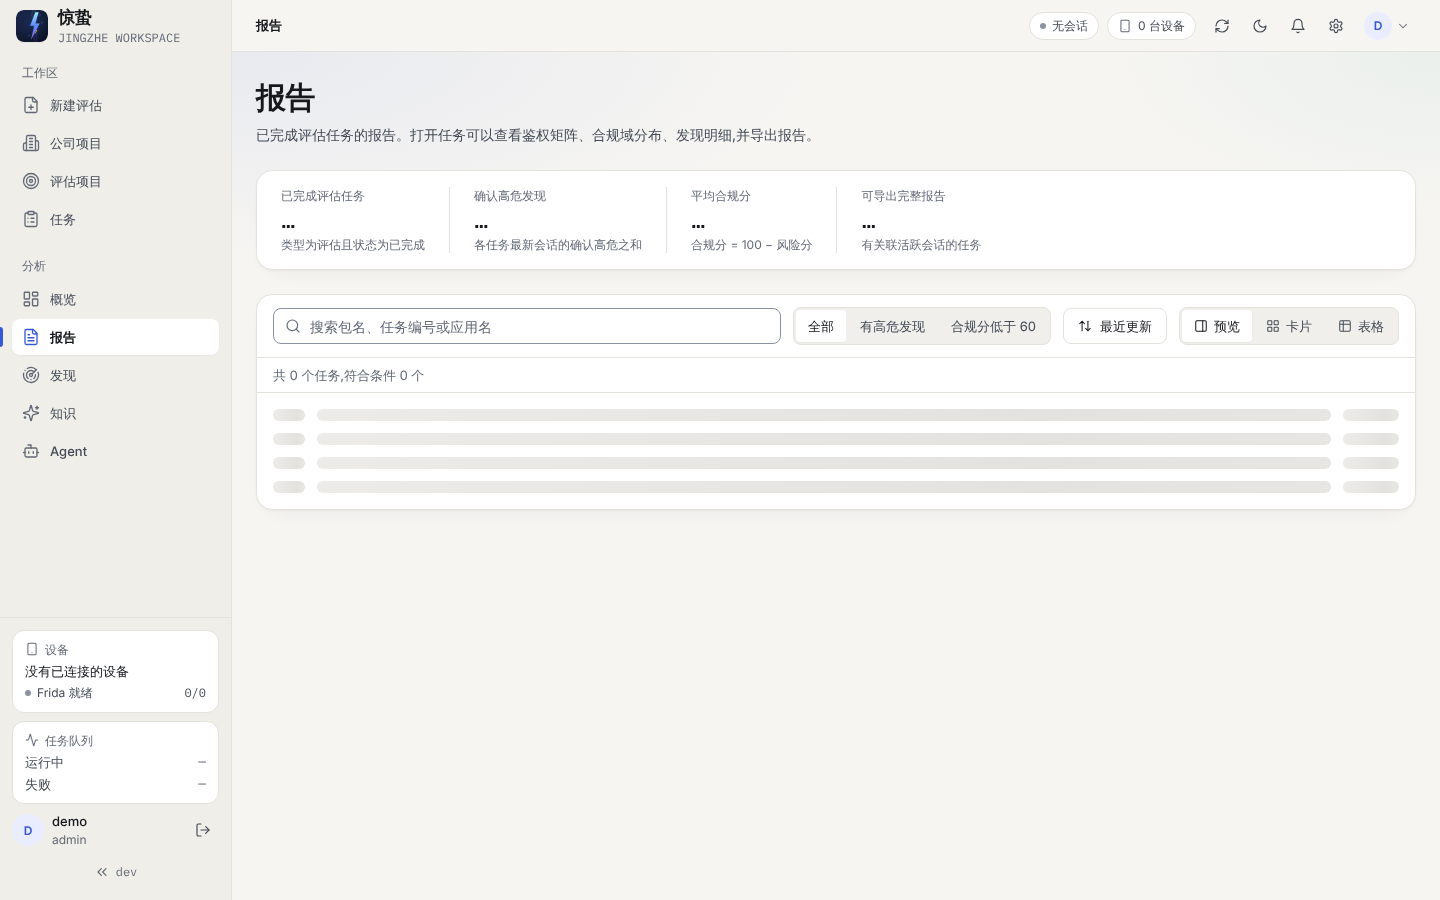 惊蛰
JINGZHE WORKSPACE
工作区
新建评估
公司项目
评估项目
任务
分析
概览
报告
发现
知识
Agent
设备
没有已连接的设备
Frida 就绪 0/0
任务队列
运行中 —
失败 —
D
demo
admin
dev
报告
无会话
0 台设备
D
报告
已完成评估任务的报告。打开任务可以查看鉴权矩阵、合规域分布、发现明细,并导出报告。
已完成评估任务
...
类型为评估且状态为已完成
确认高危发现
...
各任务最新会话的确认高危之和
平均合规分
...
合规分 = 100 − 风险分
可导出完整报告
...
有关联活跃会话的任务
搜索包名、任务编号或应用名
全部 有高危发现 合规分低于 60
最近更新
预览 卡片 表格
共 0 个任务,符合条件 0 个